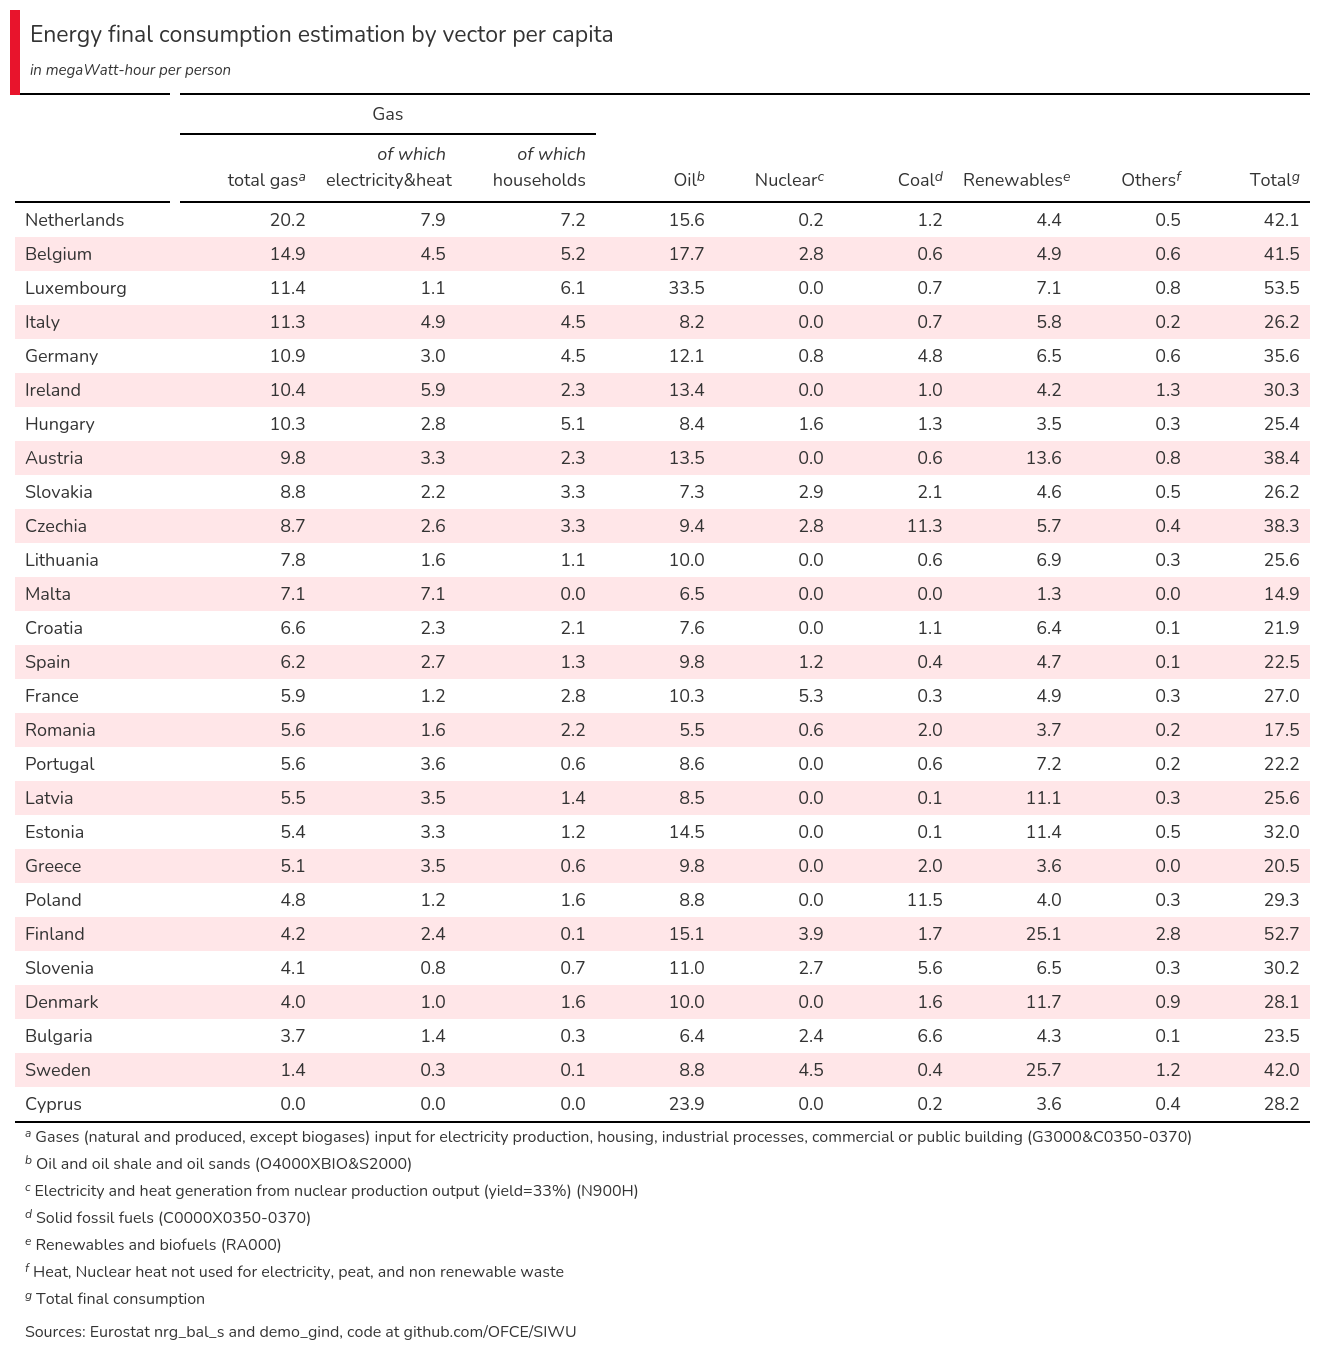 Energy final consumption estimation by vector per capita
in megaWatt-hour per person
Gas
of which of which
total gasᵃ electricity&heat households Oilᵇ Nuclearᶜ Coalᵈ Renewablesᵉ Othersᶠ Totalᵍ
Netherlands 20.2 7.9 7.2 15.6 0.2 1.2 4.4 0.5 42.1
Belgium 14.9 4.5 5.2 17.7 2.8 0.6 4.9 0.6 41.5
Luxembourg 11.4 1.1 6.1 33.5 0.0 0.7 7.1 0.8 53.5
Italy 11.3 4.9 4.5 8.2 0.0 0.7 5.8 0.2 26.2
Germany 10.9 3.0 4.5 12.1 0.8 4.8 6.5 0.6 35.6
Ireland 10.4 5.9 2.3 13.4 0.0 1.0 4.2 1.3 30.3
Hungary 10.3 2.8 5.1 8.4 1.6 1.3 3.5 0.3 25.4
Austria 9.8 3.3 2.3 13.5 0.0 0.6 13.6 0.8 38.4
Slovakia 8.8 2.2 3.3 7.3 2.9 2.1 4.6 0.5 26.2
Czechia 8.7 2.6 3.3 9.4 2.8 11.3 5.7 0.4 38.3
Lithuania 7.8 1.6 1.1 10.0 0.0 0.6 6.9 0.3 25.6
Malta 7.1 7.1 0.0 6.5 0.0 0.0 1.3 0.0 14.9
Croatia 6.6 2.3 2.1 7.6 0.0 1.1 6.4 0.1 21.9
Spain 6.2 2.7 1.3 9.8 1.2 0.4 4.7 0.1 22.5
France 5.9 1.2 2.8 10.3 5.3 0.3 4.9 0.3 27.0
Romania 5.6 1.6 2.2 5.5 0.6 2.0 3.7 0.2 17.5
Portugal 5.6 3.6 0.6 8.6 0.0 0.6 7.2 0.2 22.2
Latvia 5.5 3.5 1.4 8.5 0.0 0.1 11.1 0.3 25.6
Estonia 5.4 3.3 1.2 14.5 0.0 0.1 11.4 0.5 32.0
Greece 5.1 3.5 0.6 9.8 0.0 2.0 3.6 0.0 20.5
Poland 4.8 1.2 1.6 8.8 0.0 11.5 4.0 0.3 29.3
Finland 4.2 2.4 0.1 15.1 3.9 1.7 25.1 2.8 52.7
Slovenia 4.1 0.8 0.7 11.0 2.7 5.6 6.5 0.3 30.2
Denmark 4.0 1.0 1.6 10.0 0.0 1.6 11.7 0.9 28.1
Bulgaria 3.7 1.4 0.3 6.4 2.4 6.6 4.3 0.1 23.5
Sweden 1.4 0.3 0.1 8.8 4.5 0.4 25.7 1.2 42.0
Cyprus 0.0 0.0 0.0 23.9 0.0 0.2 3.6 0.4 28.2
ᵃ Gases (natural and produced, except biogases) input for electricity production, housing, industrial processes, commercial or public building (G3000&C0350-0370)
ᵇ Oil and oil shale and oil sands (O4000XBIO&S2000)
ᶜ Electricity and heat generation from nuclear production output (yield=33%) (N900H)
ᵈ Solid fossil fuels (C0000X0350-0370)
ᵉ Renewables and biofuels (RA000)
ᶠ Heat, Nuclear heat not used for electricity, peat, and non renewable waste
ᵍ Total final consumption
Sources: Eurostat nrg_bal_s and demo_gind, code at github.com/OFCE/SIWU